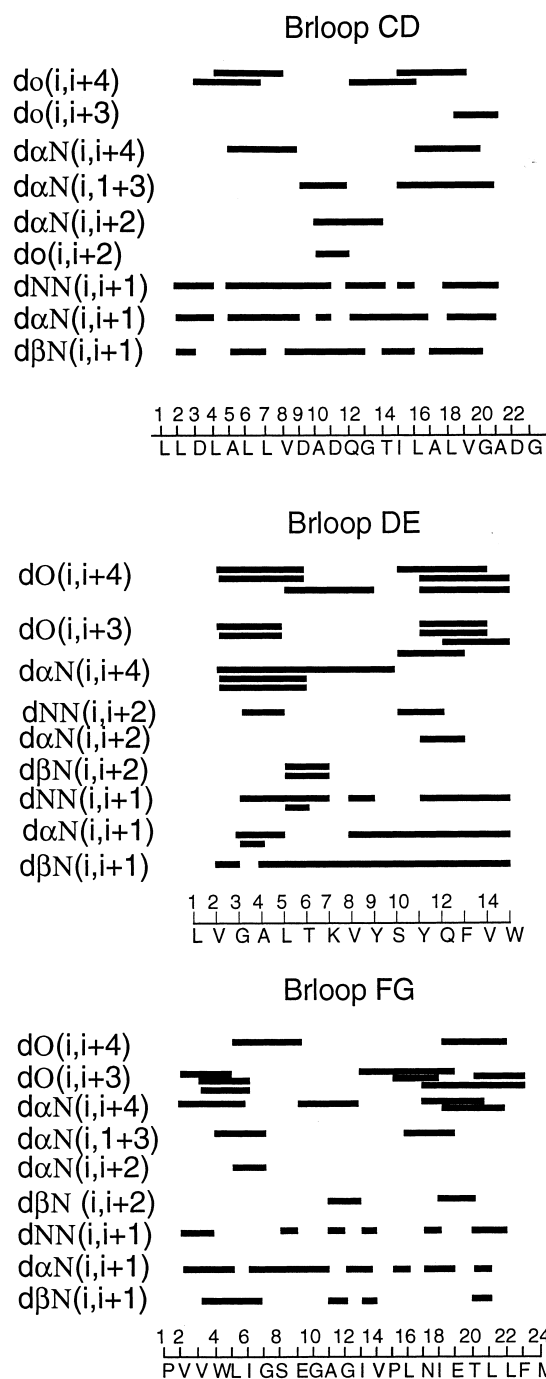 Brloop CD
do(i,i+4)
do(i,i+3)
dαN(i,i+4)
dαN(i,1+3)
dαN(i,i+2)
do(i,i+2)
dNN(i,i+1)
dαN(i,i+1)
dβN(i,i+1)
1 2 3 4 5 6 7 8 9 10 12 14 16 18 20 22
L L D L A L L V D A D Q G T I L A L V G A D G
Brloop DE
dO(i,i+4)
dO(i,i+3)
dαN(i,i+4)
dNN(i,i+2)
dαN(i,i+2)
dβN(i,i+2)
dNN(i,i+1)
dαN(i,i+1)
dβN(i,i+1)
1 2 3 4 5 6 7 8 9 10 12 14
L V G A L T K V Y S Y Q F V W
Brloop FG
dO(i,i+4)
dO(i,i+3)
dαN(i,i+4)
dαN(i,1+3)
dαN(i,i+2)
dβN (i,i+2)
dNN(i,i+1)
dαN(i,i+1)
dβN(i,i+1)
1 2 4 6 8 10 12 14 16 18 20 22 24
P V V W L I G S E G A G I V P L N I E T L L F M